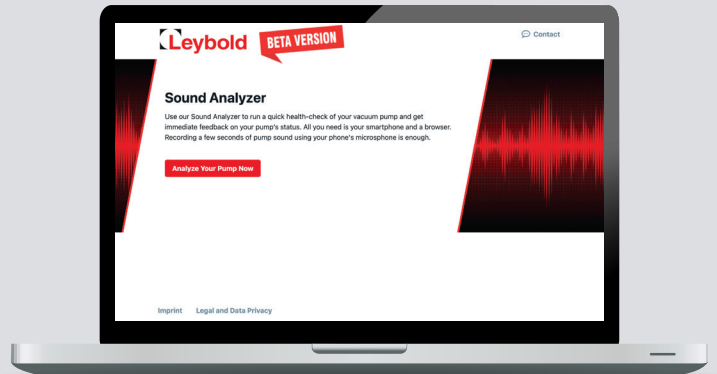 Leybold
BETA VERSION
Contact
Sound Analyzer
Use our Sound Analyzer to run a quick health-check of your vacuum pump and get
immediate feedback on your pump's status. All you need is your smartphone and a browser.
Recording a few seconds of pump sound using your phone's microsphone is enough.
Analyze Your Pump Now
Imprint
Legal and Data Privacy